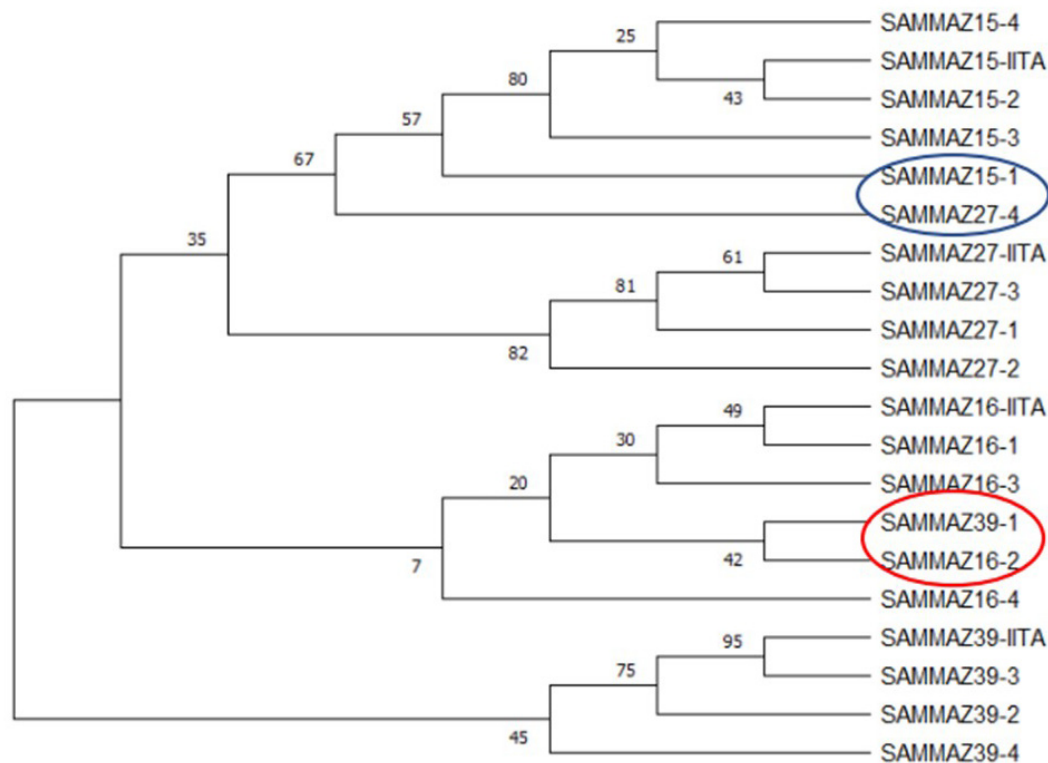 SAMMAZ15-4
25
SAMMAZ15-IITA
80
43
SAMMAZ15-2
57
SAMMAZ15-3
67
SAMMAZ15-1
SAMMAZ27-4
35
61
SAMMAZ27-IITA
81
SAMMAZ27-3
SAMMAZ27-1
82
SAMMAZ27-2
49
SAMMAZ16-IITA
30
SAMMAZ16-1
20
SAMMAZ16-3
SAMMAZ39-1
7
42
SAMMAZ16-2
SAMMAZ16-4
95
SAMMAZ39-IITA
75
SAMMAZ39-3
SAMMAZ39-2
45
SAMMAZ39-4